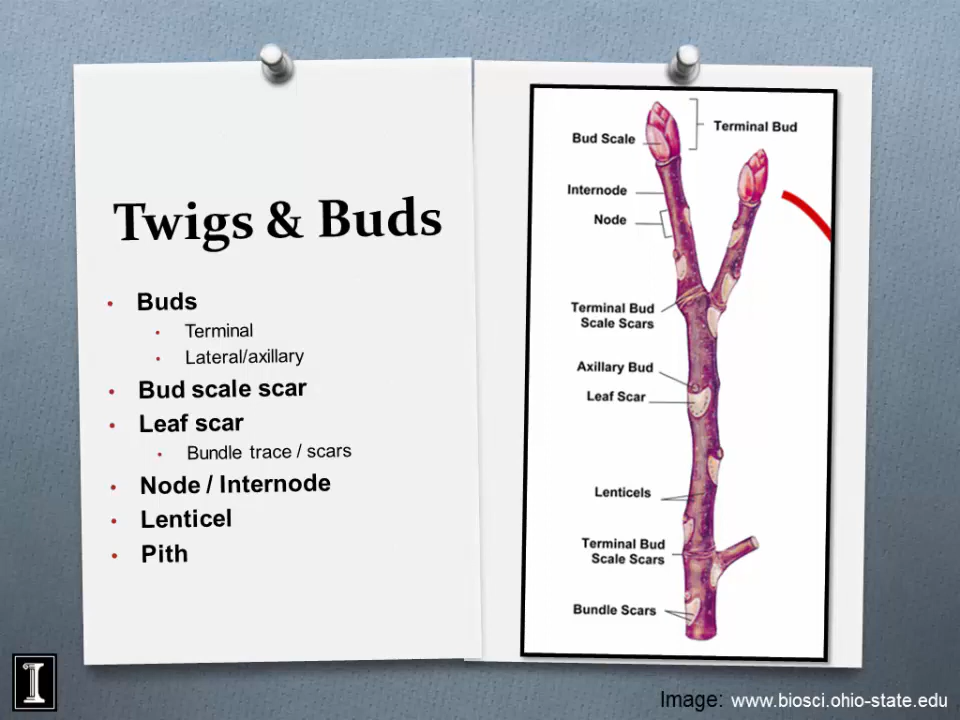 Twigs & Buds
• Buds
• Terminal
• Lateral/axillary
• Bud scale scar
• Leaf scar
• Bundle trace / scars
• Node / Internode
• Lenticel
• Pith
Terminal Bud
Bud Scale
Internode
Node
Terminal Bud
Scale Scars
Axillary Bud
Leaf Scar
Lenticels
Terminal Bud
Scale Scars
Bundle Scars
I
Image: www.biosci.ohio-state.edu